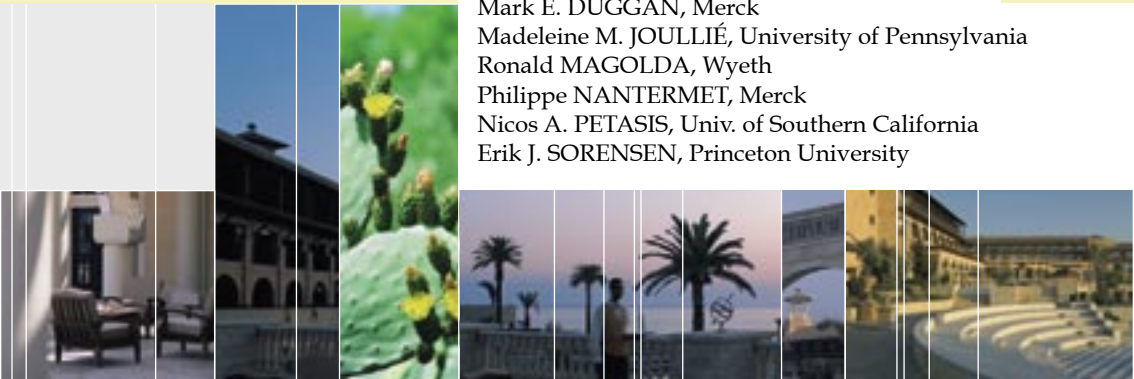 Mark E. DUGGAN, Merck
Madeleine M. JOULLIÉ, University of Pennsylvania
Ronald MAGOLDA, Wyeth
Philippe NANTERMET, Merck
Nicos A. PETASIS, Univ. of Southern California
Erik J. SORENSEN, Princeton University